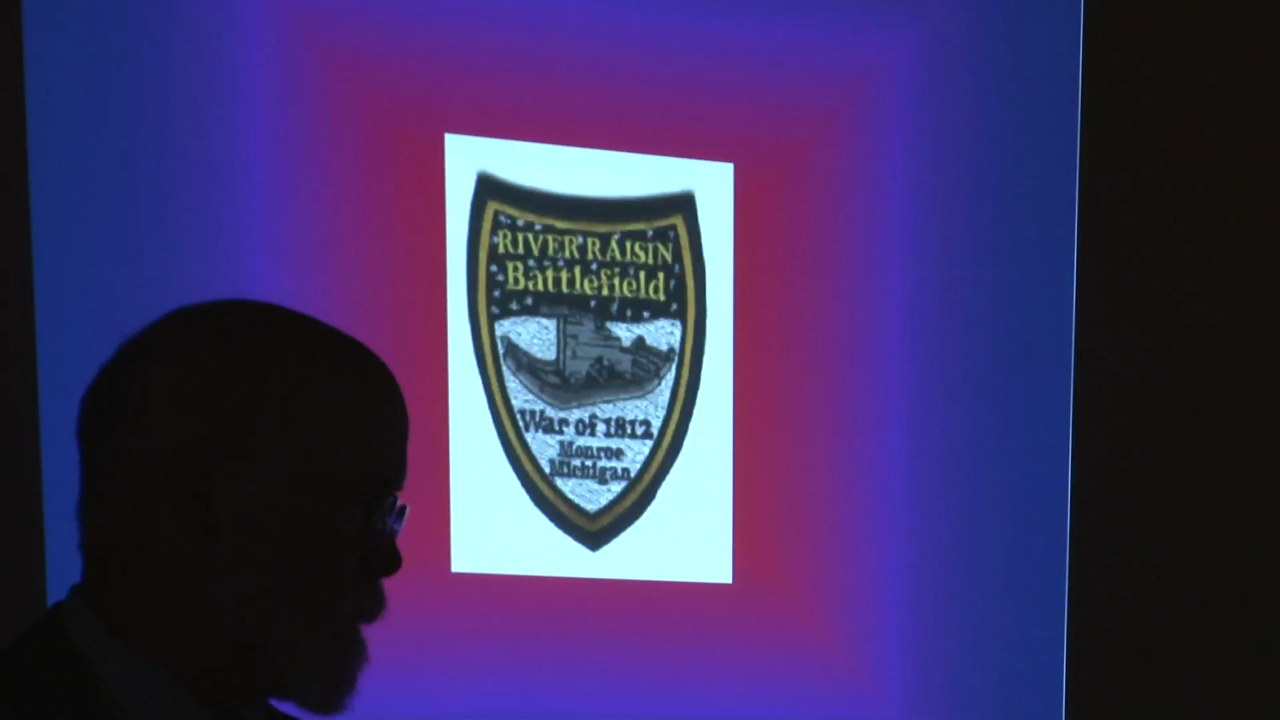 RIVER RAISIN
Battlefield
War of 1812
Monroe
Michigan